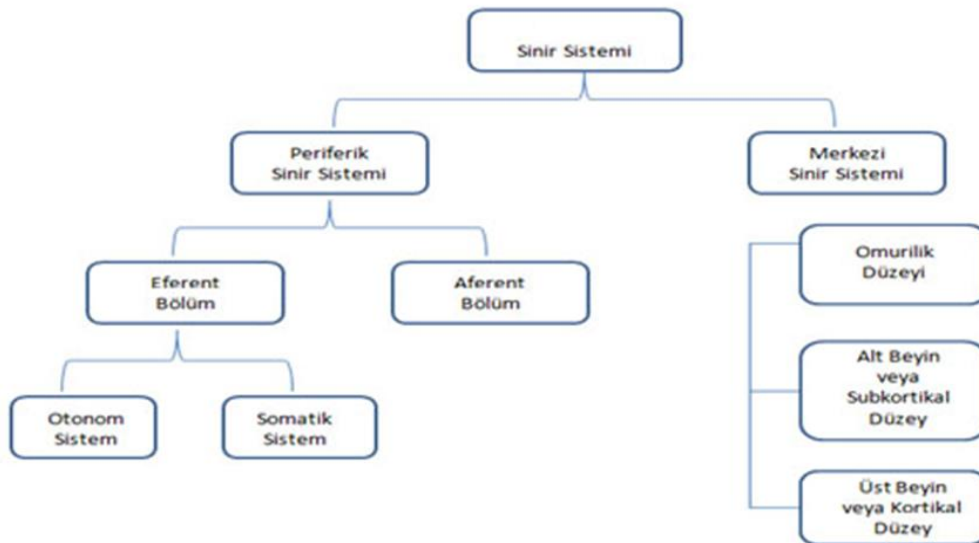 Sinir Sistemi
Periferik
Sinir Sistemi
Merkezi
Sinir Sistemi
Eferent
Bölüm
Aferent
Bölüm
Otonom
Sistem
Somatik
Sistem
Omurilik
Düzeyi
Alt Beyin
veya
Subkortikal
Düzey
Üst Beyin
veya Kortikal
Düzey